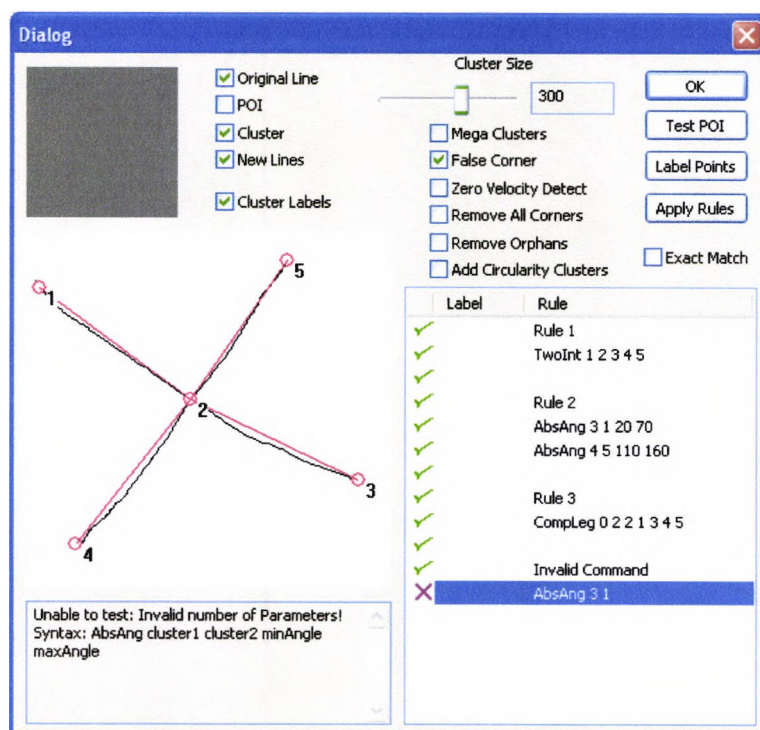 Dialog
Original Line
POI
Cluster
New Lines
Cluster Labels
Cluster Size
300
Mega Clusters
False Corner
Zero Velocity Detect
Remove All Corners
Remove Orphans
Add Circularity Clusters
OK
Test POI
Label Points
Apply Rules
Exact Match
1
5
2
3
4
Label Rule
Rule 1
TwoInt 1 2 3 4 5
Rule 2
AbsAng 3 1 20 70
AbsAng 4 5 110 160
Rule 3
CompLeg 0 2 2 1 3 4 5
Invalid Command
AbsAng 3 1
Unable to test: Invalid number of Parameters!
Syntax: AbsAng cluster1 cluster2 minAngle
maxAngle